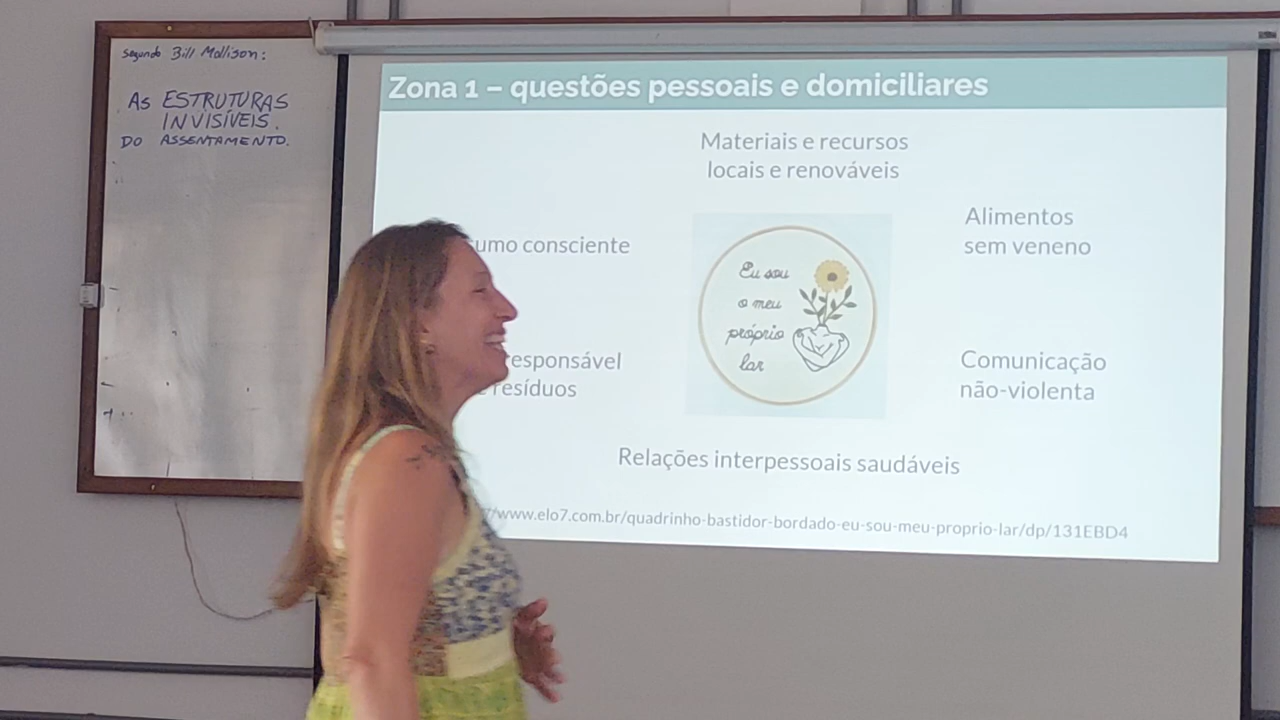 segundo Bill Mollison:
As ESTRUTURAS
INVISÍVEIS.
DO ASSENTAMENTO.
Zona 1 – questões pessoais e domiciliares
Materiais e recursos
locais e renováveis
consciente
Alimentos
sem veneno
Eu sou
o meu
próprio
lar
resíduos
Comunicação
não-violenta
Relações interpessoais saudáveis
/www.elo7.com.br/quadrinho-bastidor-bordado-eu-sou-meu-proprio-lar/dp/131EBD4